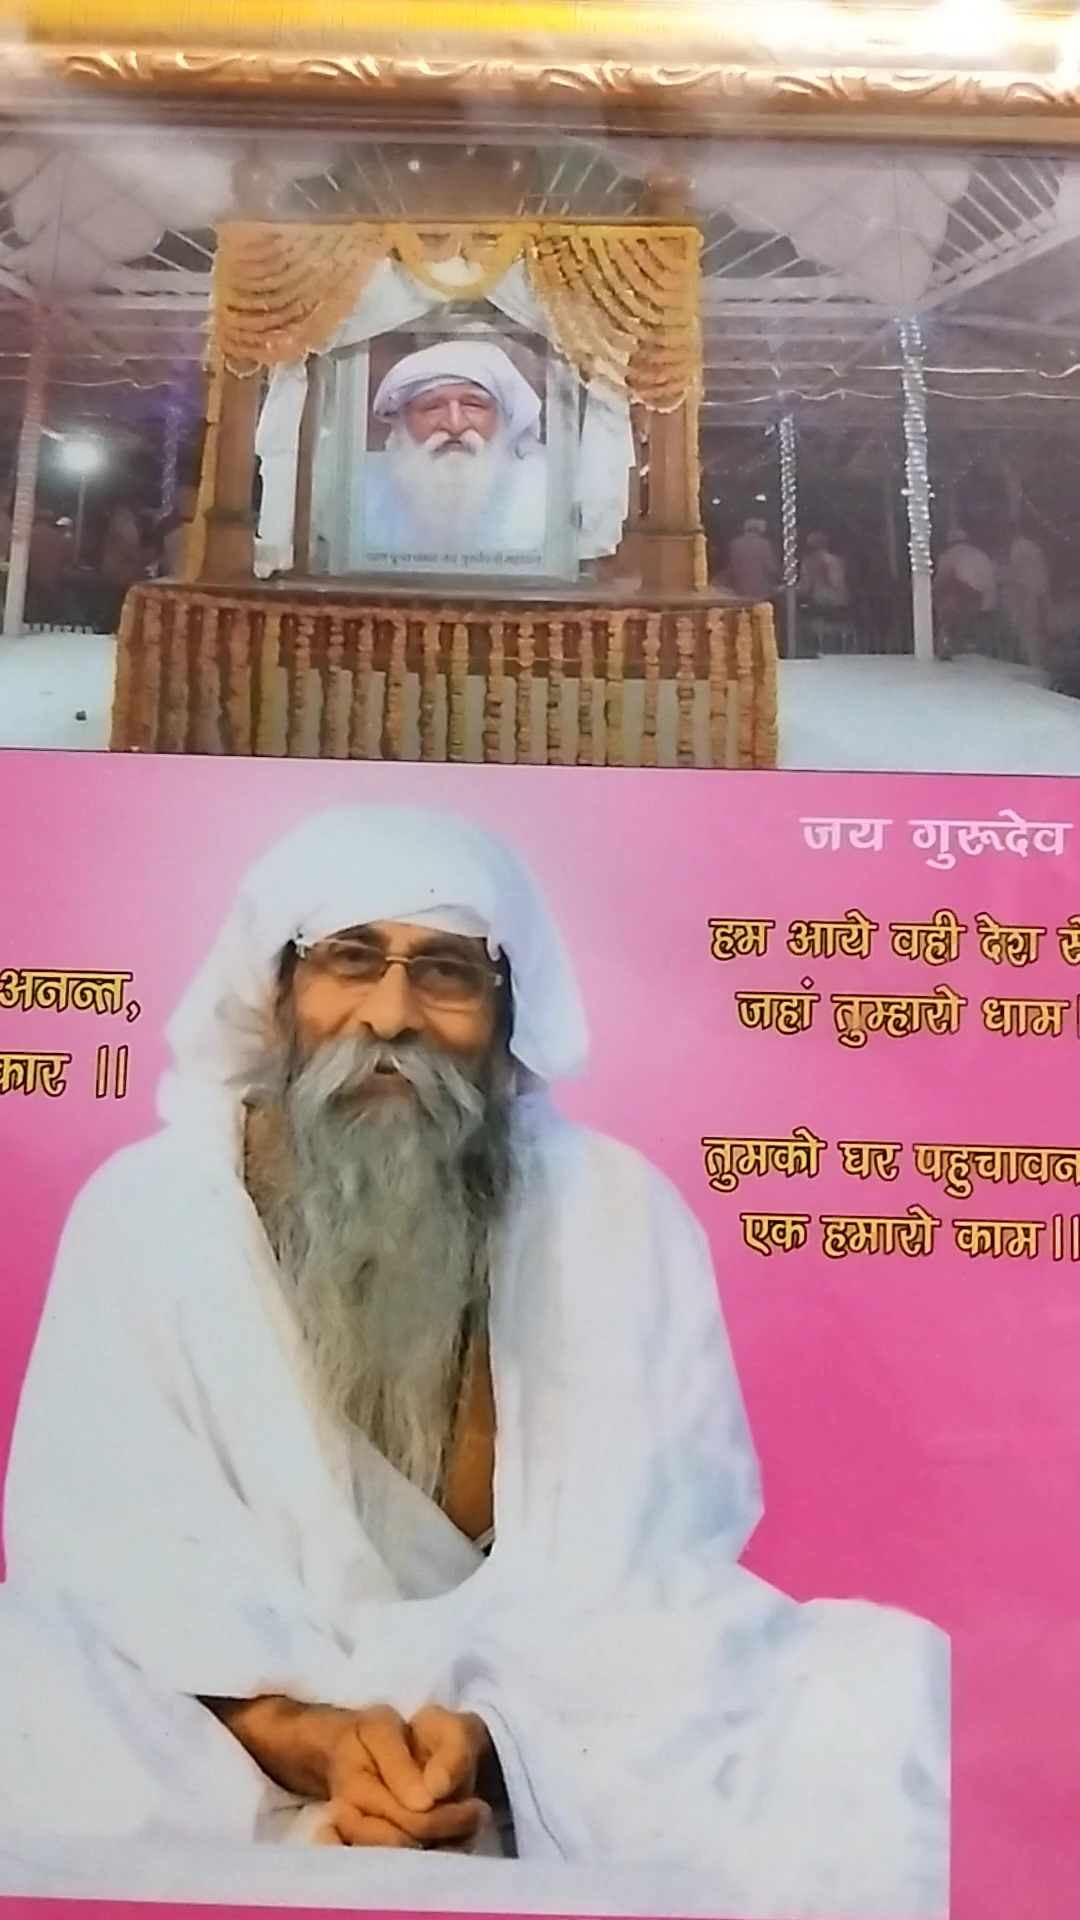 जय गुरूदेव
हम आये वही देश से
जहां तुम्हारो धाम।
अनन्त,
कार ।।
तुमको घर पहुचावन
एक हमारो काम।।